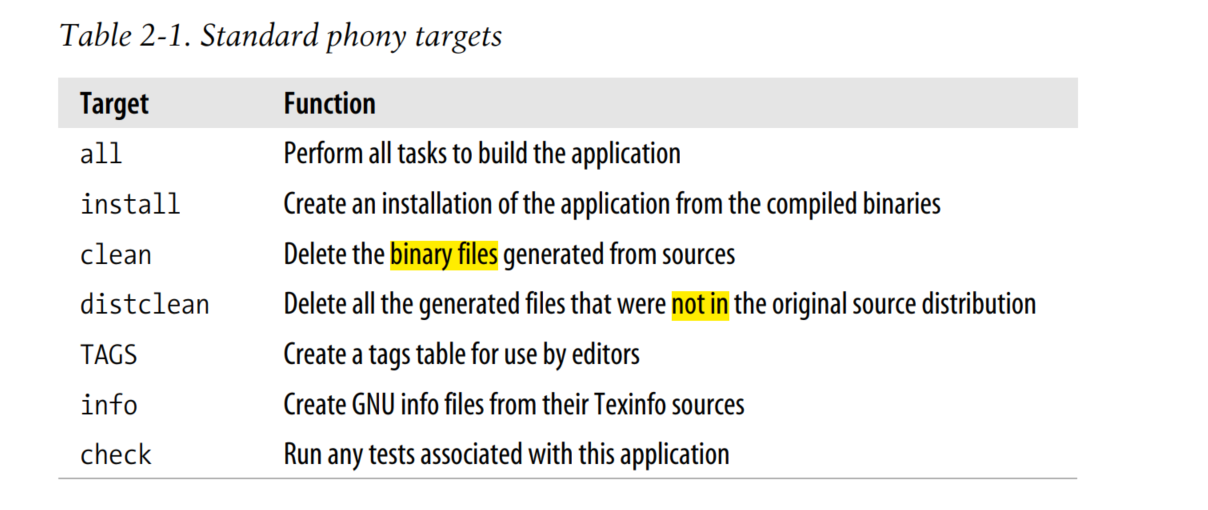 Table 2-1. Standard phony targets
Target Function
all Perform all tasks to build the application
install Create an installation of the application from the compiled binaries
clean Delete the binary files generated from sources
distclean Delete all the generated files that were not in the original source distribution
TAGS Create a tags table for use by editors
info Create GNU info files from their Texinfo sources
check Run any tests associated with this application